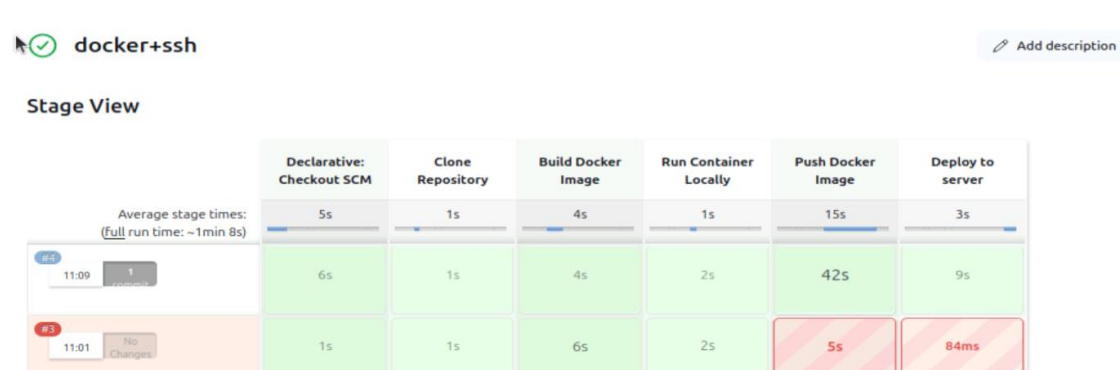 docker+ssh
Add description
Stage View
Declarative: Checkout SCM
Clone Repository
Build Docker Image
Run Container Locally
Push Docker Image
Deploy to server
Average stage times:
5s 1s 4s 1s 15s 3s
(full run time: ~1min 8s)
#4
11:09 1 commit
6s 1s 4s 2s 42s 9s
#3
11:01 No Changes
1s 1s 6s 2s 5s 84ms